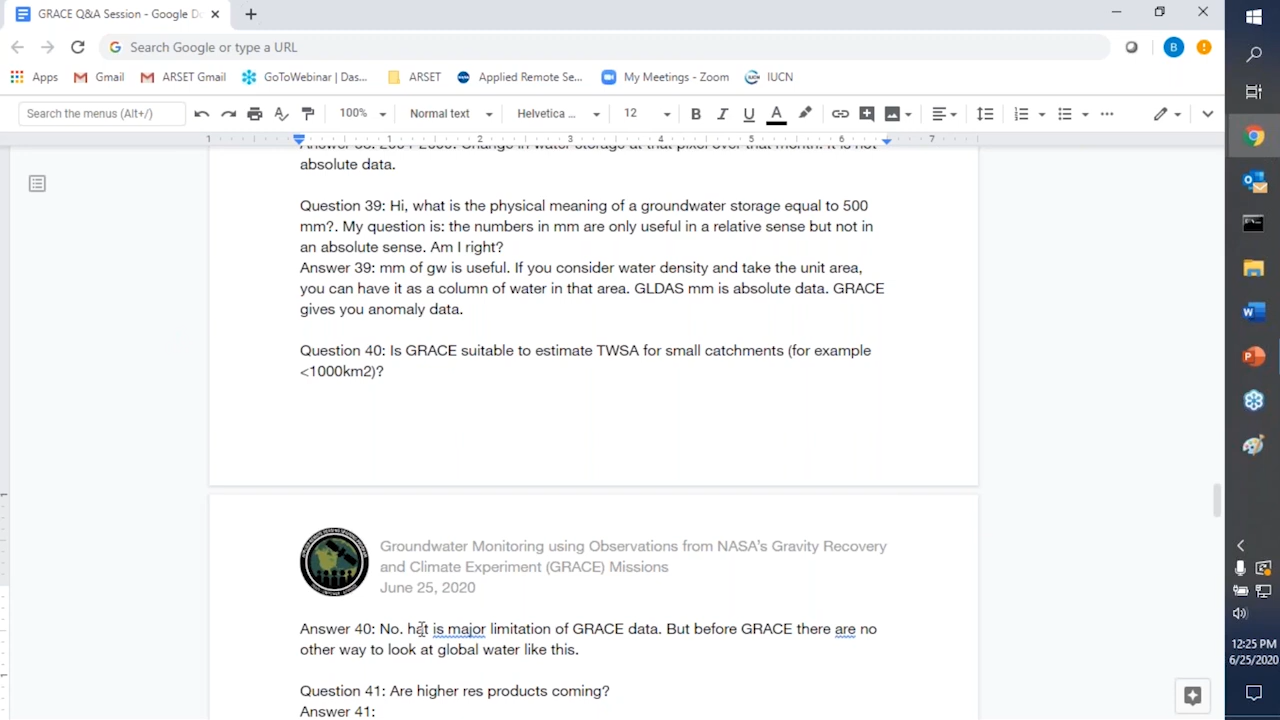 GRACE Q&A Session - Google Do
Search Google or type a URL
Apps Gmail ARSET Gmail GoToWebinar | Das... ARSET Applied Remote Se... My Meetings - Zoom IUCN
B
Search the menus (Alt+/) 100% Normal text Helvetica ... 12 B I U A
1 1 2 3 4 5 6 7
absolute data.
Question 39: Hi, what is the physical meaning of a groundwater storage equal to 500
mm?. My question is: the numbers in mm are only useful in a relative sense but not in
an absolute sense. Am I right?
Answer 39: mm of gw is useful. If you consider water density and take the unit area,
you can have it as a column of water in that area. GLDAS mm is absolute data. GRACE
gives you anomaly data.
Question 40: Is GRACE suitable to estimate TWSA for small catchments (for example
<1000km2)?
Groundwater Monitoring using Observations from NASA's Gravity Recovery
and Climate Experiment (GRACE) Missions
June 25, 2020
Answer 40: No. hat is major limitation of GRACE data. But before GRACE there are no
other way to look at global water like this.
Question 41: Are higher res products coming?
Answer 41:
12:25 PM
6/25/2020